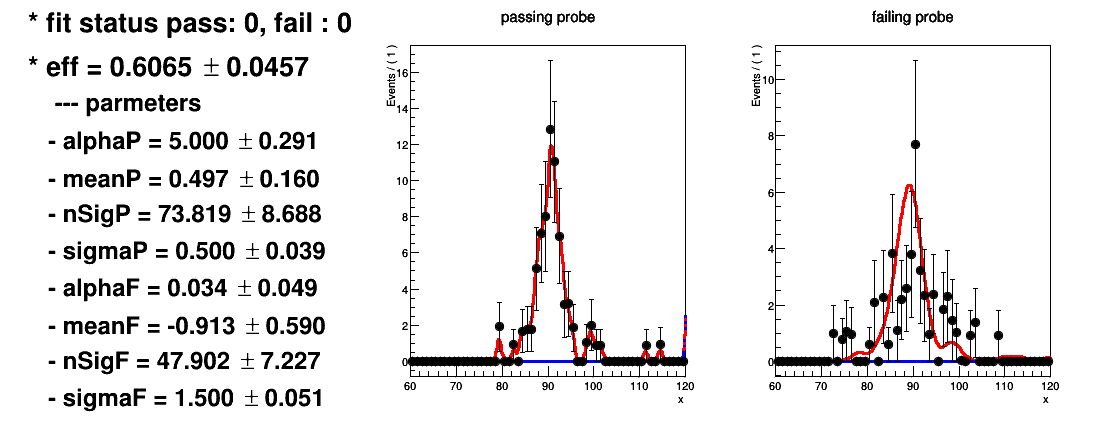 * fit status pass: 0, fail : 0
* eff = 0.6065 ± 0.0457
--- parmeters
- alphaP = 5.000 ± 0.291
- meanP = 0.497 ± 0.160
- nSigP = 73.819 ± 8.688
- sigmaP = 0.500 ± 0.039
- alphaF = 0.034 ± 0.049
- meanF = -0.913 ± 0.590
- nSigF = 47.902 ± 7.227
- sigmaF = 1.500 ± 0.051
passing probe
Events / ( 1 )
16
14
12
10
8
6
4
2
0
60 70 80 90 100 110 120
x
failing probe
Events / ( 1 )
10
8
6
4
2
0
60 70 80 90 100 110 120
x